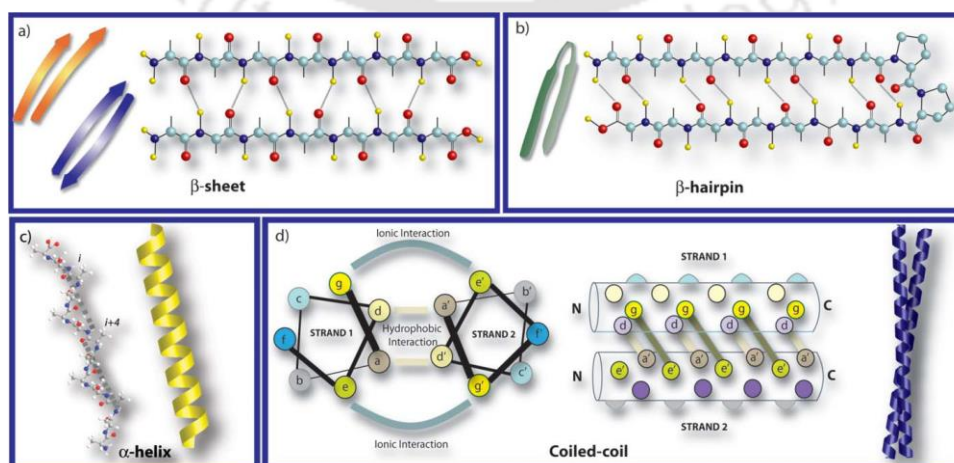 a)
β-sheet
b)
β-hairpin
c)
i
i+4
α-helix
d)
Ionic Interaction
g
e'
c
d
a'
b'
f
STRAND 1
Hydrophobic
Interaction
STRAND 2
f'
a
d'
b
e
g'
c'
Ionic Interaction
STRAND 1
N
C
g
g
g
g
d
d
d
d
a'
a'
a'
a'
N
C
e'
e'
e'
e'
STRAND 2
Coiled-coil